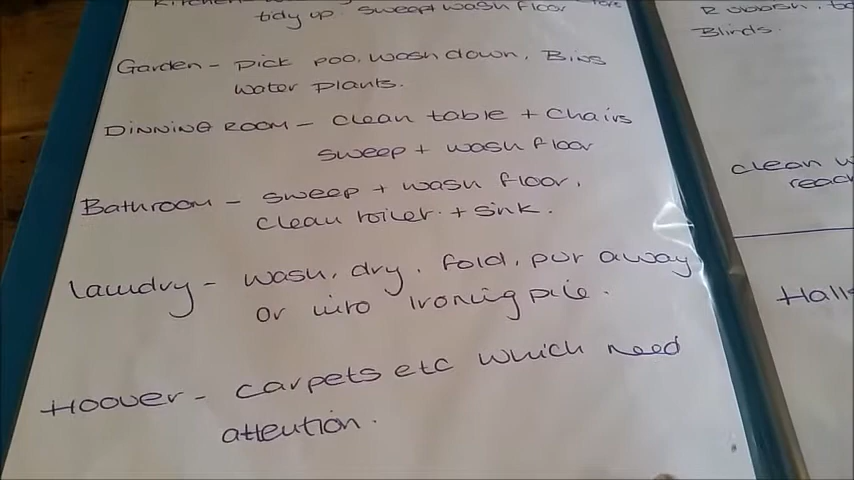 Kitchen
tidy up. sweep + wash floor
Garden - Pick poo, wash down, Bins
water plants.
Dinning Room - clean table + chairs
sweep + wash floor
Bathroom - sweep + wash floor,
clean toilet + sink.
Laundry - wash, dry, fold, put away
or into Ironing pile.
Hoover - carpets etc which need
attention.
Rubbish,
Blinds.
clean